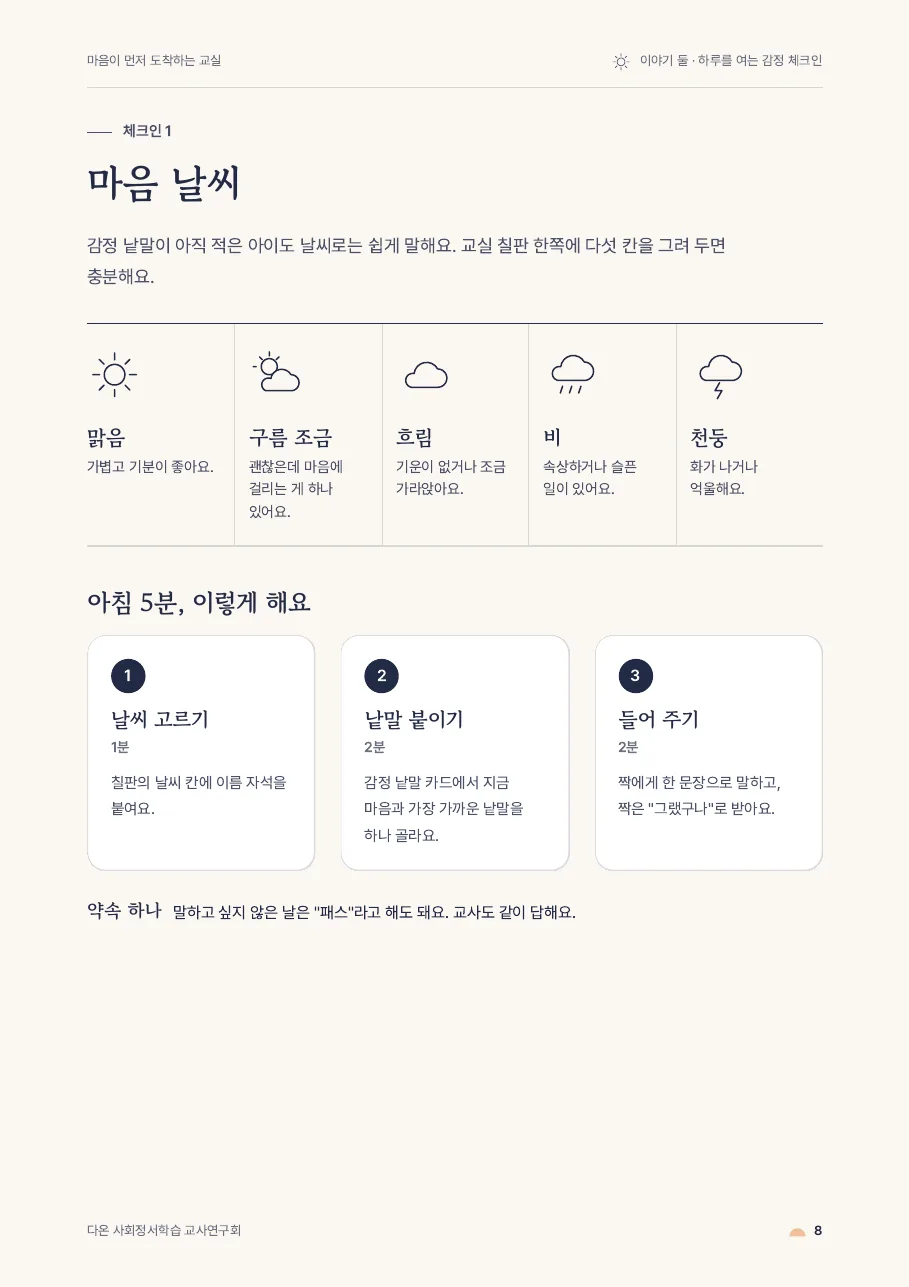 마음이 먼저 도착하는 교실
이야기 둘 · 하루를 여는 감정 체크인
체크인 1
마음 날씨
감정 낱말이 아직 적은 아이도 날씨로는 쉽게 말해요. 교실 칠판 한쪽에 다섯 칸을 그려 두면
충분해요.
맑음
가볍고 기분이 좋아요.
구름 조금
괜찮은데 마음에
걸리는 게 하나
있어요.
흐림
기운이 없거나 조금
가라앉아요.
비
속상하거나 슬픈
일이 있어요.
천둥
화가 나거나
억울해요.
아침 5분, 이렇게 해요
1
날씨 고르기
1분
칠판의 날씨 칸에 이름 자석을
붙여요.
2
낱말 붙이기
2분
감정 낱말 카드에서 지금
마음과 가장 가까운 낱말을
하나 골라요.
3
들어 주기
2분
짝에게 한 문장으로 말하고,
짝은 "그랬구나"로 받아요.
약속 하나 말하고 싶지 않은 날은 "패스"라고 해도 돼요. 교사도 같이 답해요.
다온 사회정서학습 교사연구회
8